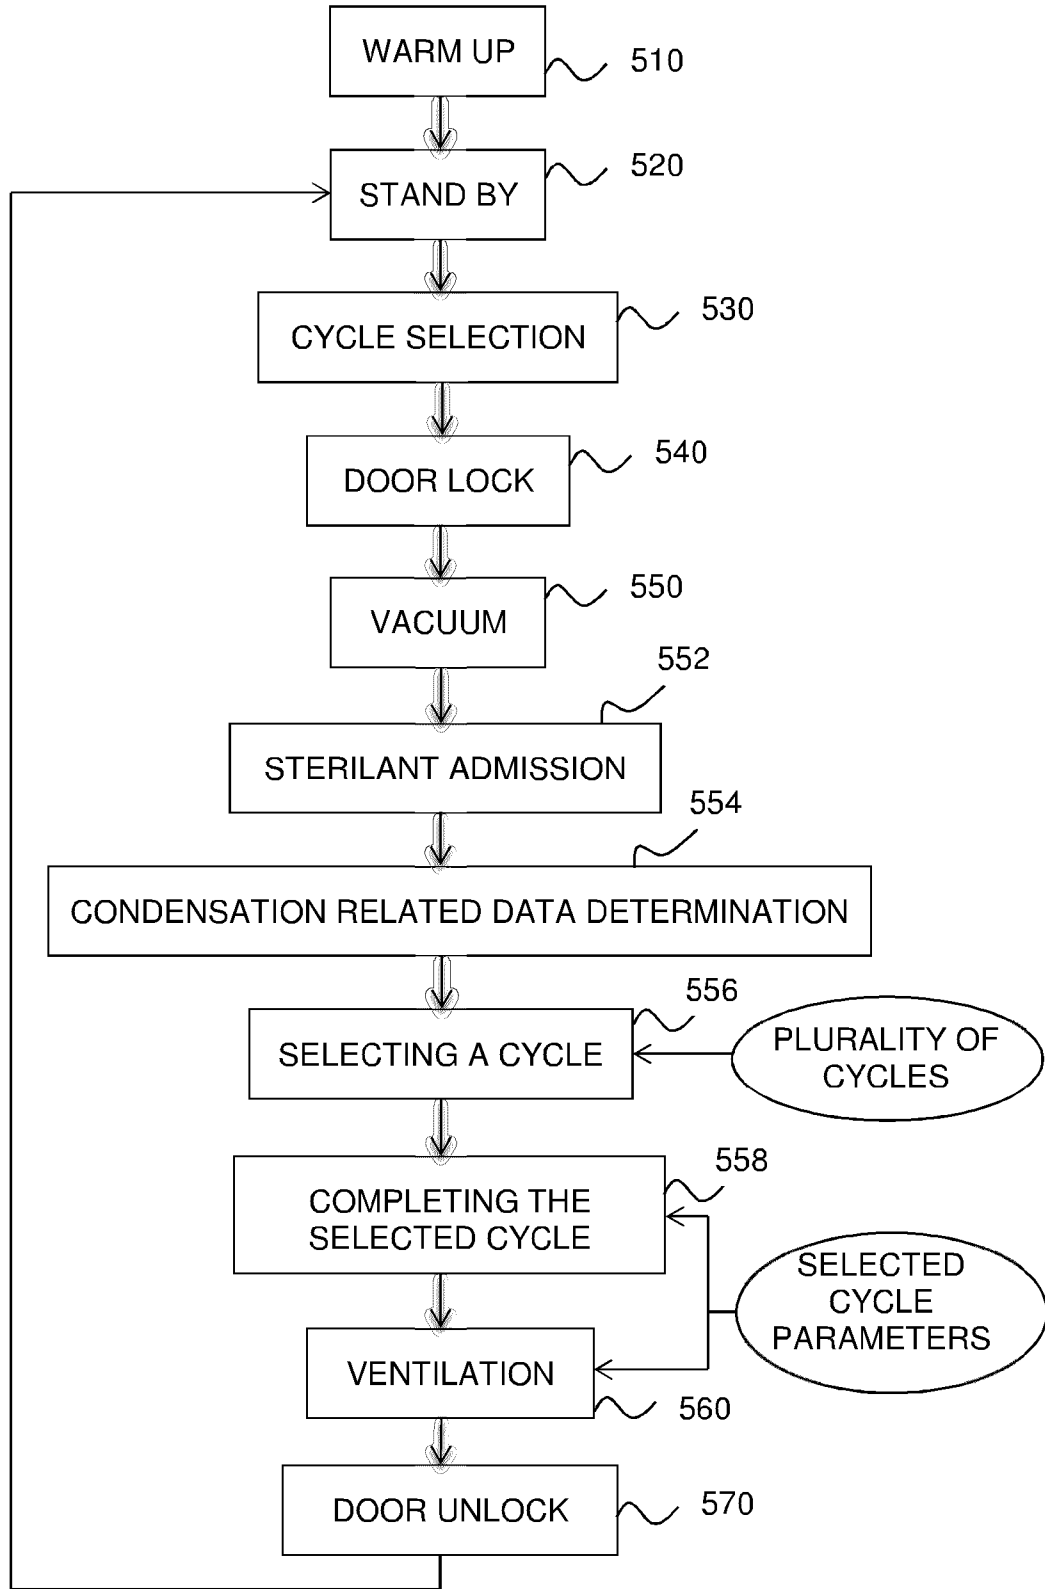 WARM UP
510
STAND BY
520
CYCLE SELECTION
530
DOOR LOCK
540
VACUUM
550
552
STERILANT ADMISSION
554
CONDENSATION RELATED DATA DETERMINATION
556
SELECTING A CYCLE
PLURALITY OF
CYCLES
558
COMPLETING THE
SELECTED CYCLE
SELECTED
CYCLE
PARAMETERS
VENTILATION
560
DOOR UNLOCK
570